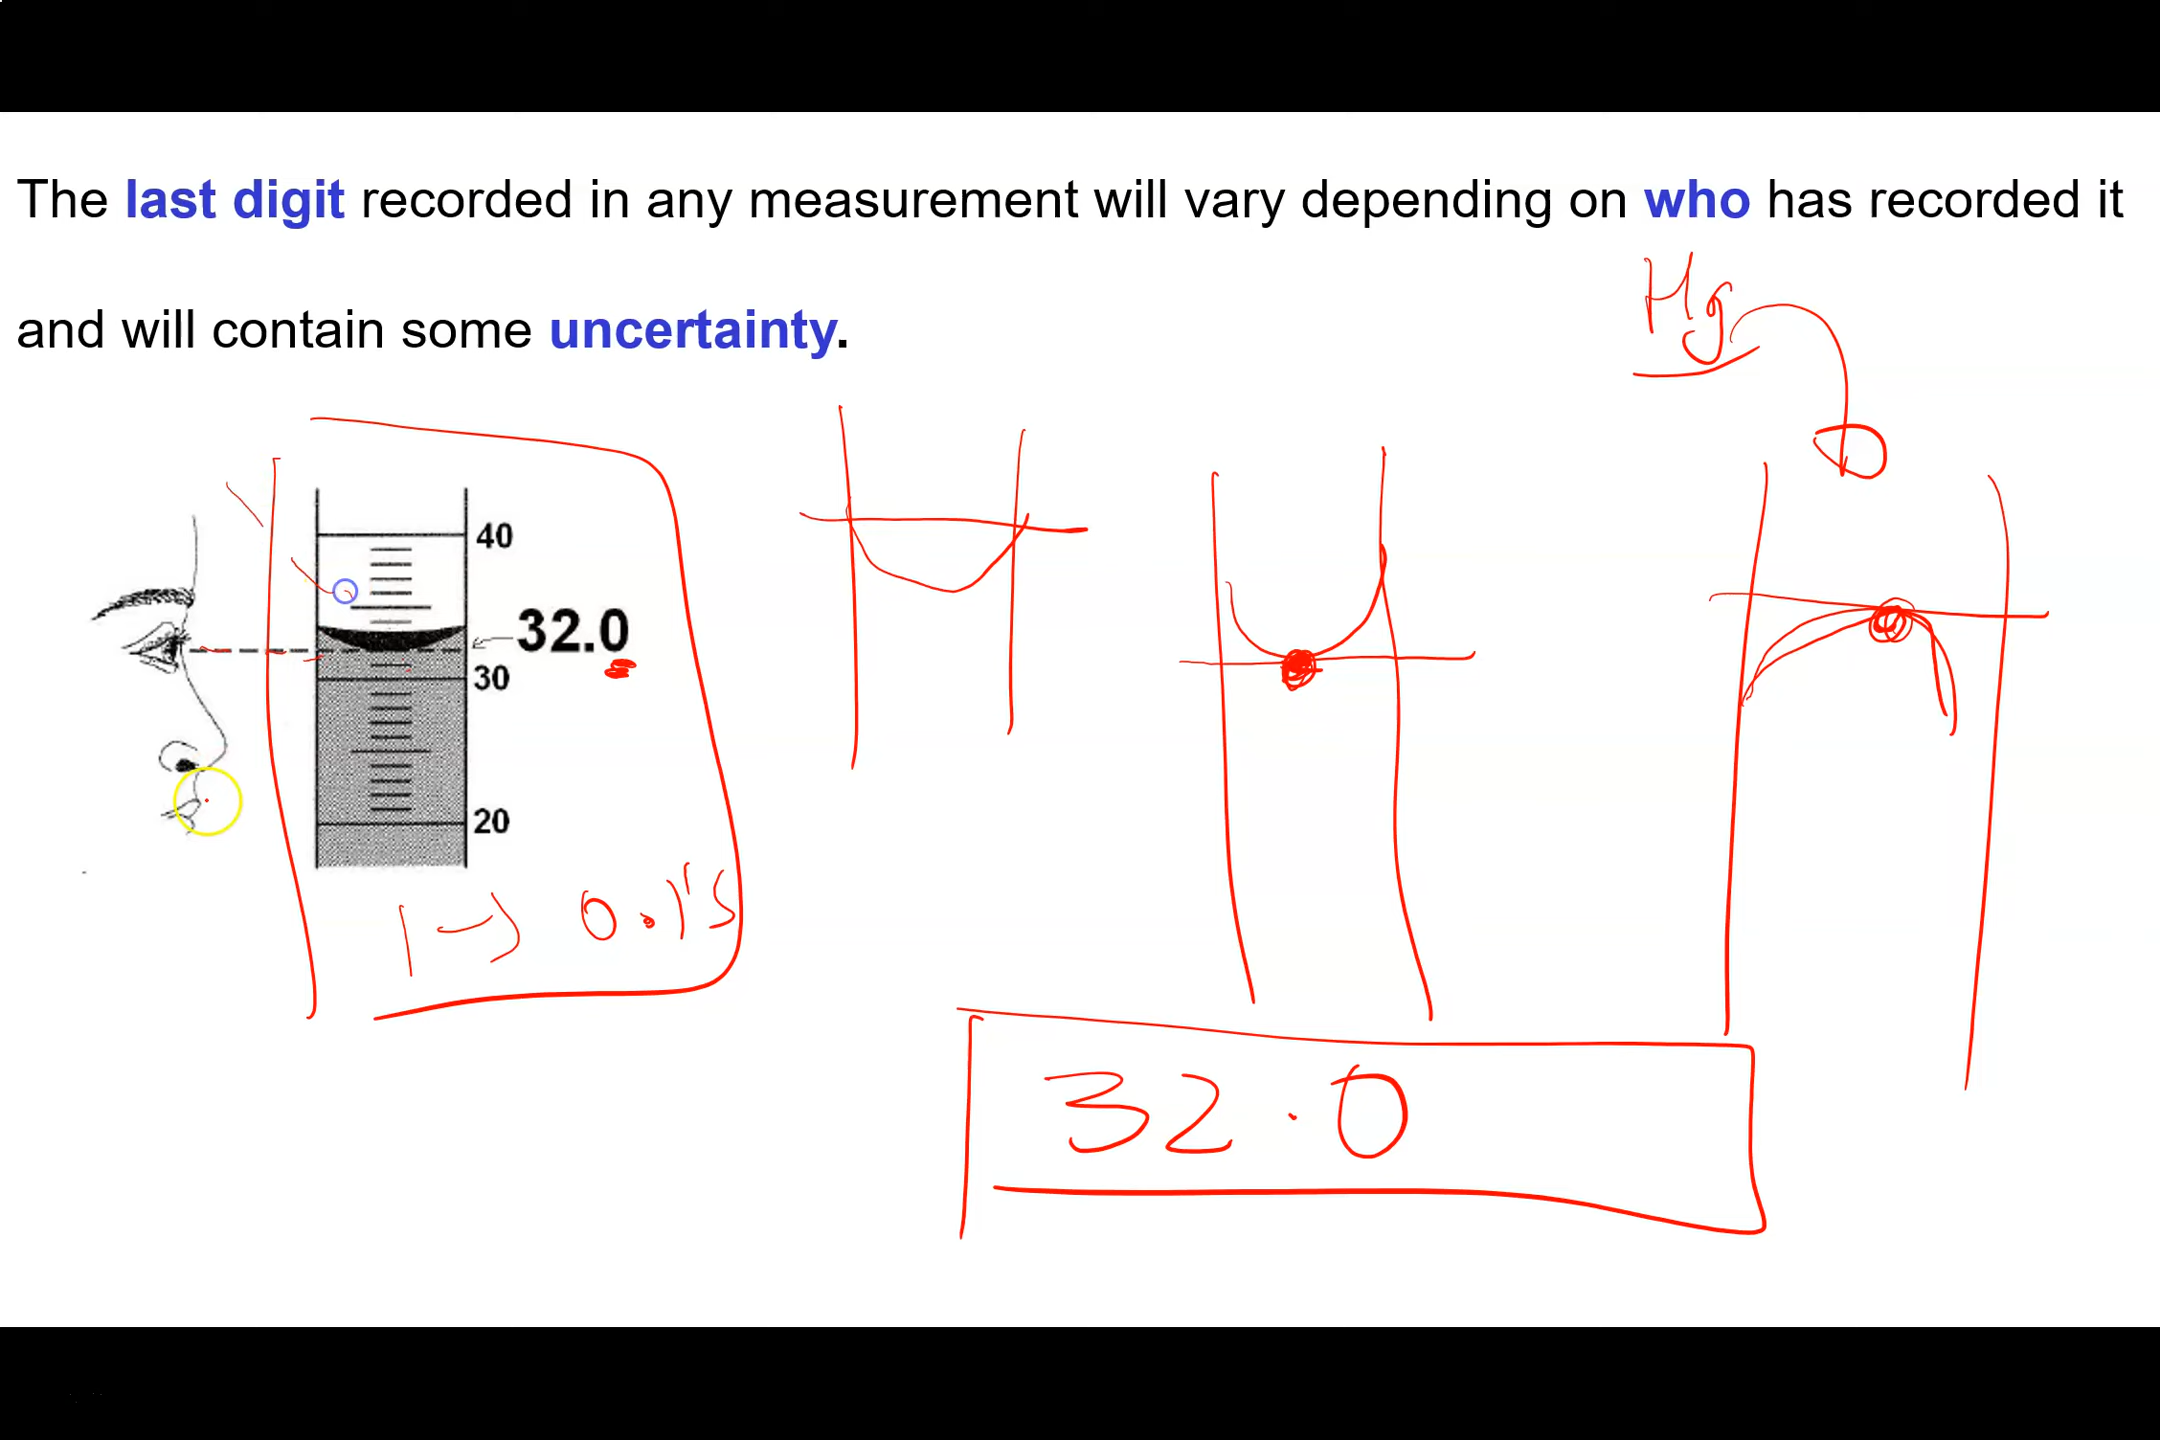 The last digit recorded in any measurement will vary depending on who has recorded it
and will contain some uncertainty.
Hg
40
32.0
30
20
1 → 0.1's
32.0